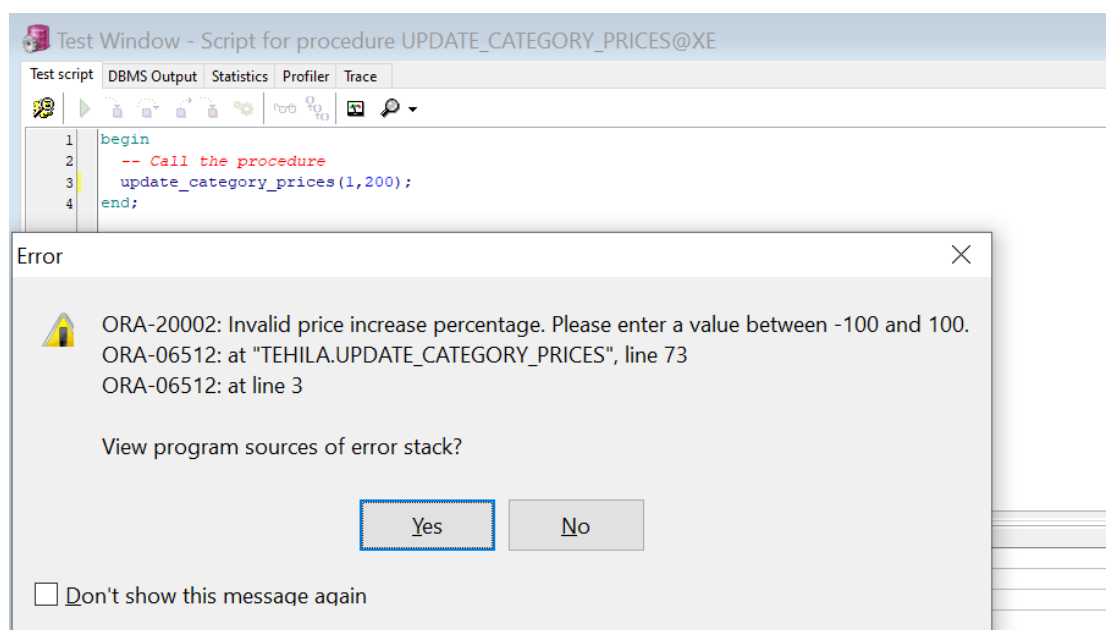 Test Window - Script for procedure UPDATE_CATEGORY_PRICES@XE
Test script DBMS Output Statistics Profiler Trace
1 begin
2 -- Call the procedure
3 update_category_prices(1,200);
4 end;
Error
ORA-20002: Invalid price increase percentage. Please enter a value between -100 and 100.
ORA-06512: at "TEHILA.UPDATE_CATEGORY_PRICES", line 73
ORA-06512: at line 3
View program sources of error stack?
Yes No
Don't show this message again